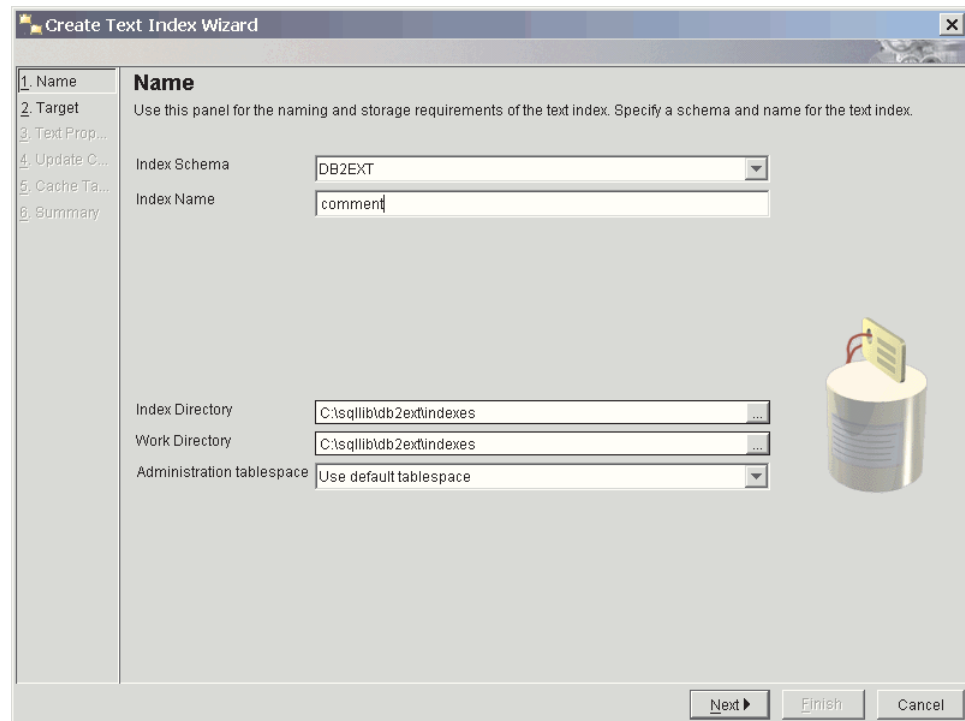 Create Text Index Wizard
1. Name
2. Target
3. Text Prop...
4. Update C...
5. Cache Ta...
6. Summary
Name
Use this panel for the naming and storage requirements of the text index. Specify a schema and name for the text index.
Index Schema DB2EXT
Index Name comment
Index Directory C:\sqllib\db2ext\indexes ...
Work Directory C:\sqllib\db2ext\indexes ...
Administration tablespace Use default tablespace
Next Finish Cancel